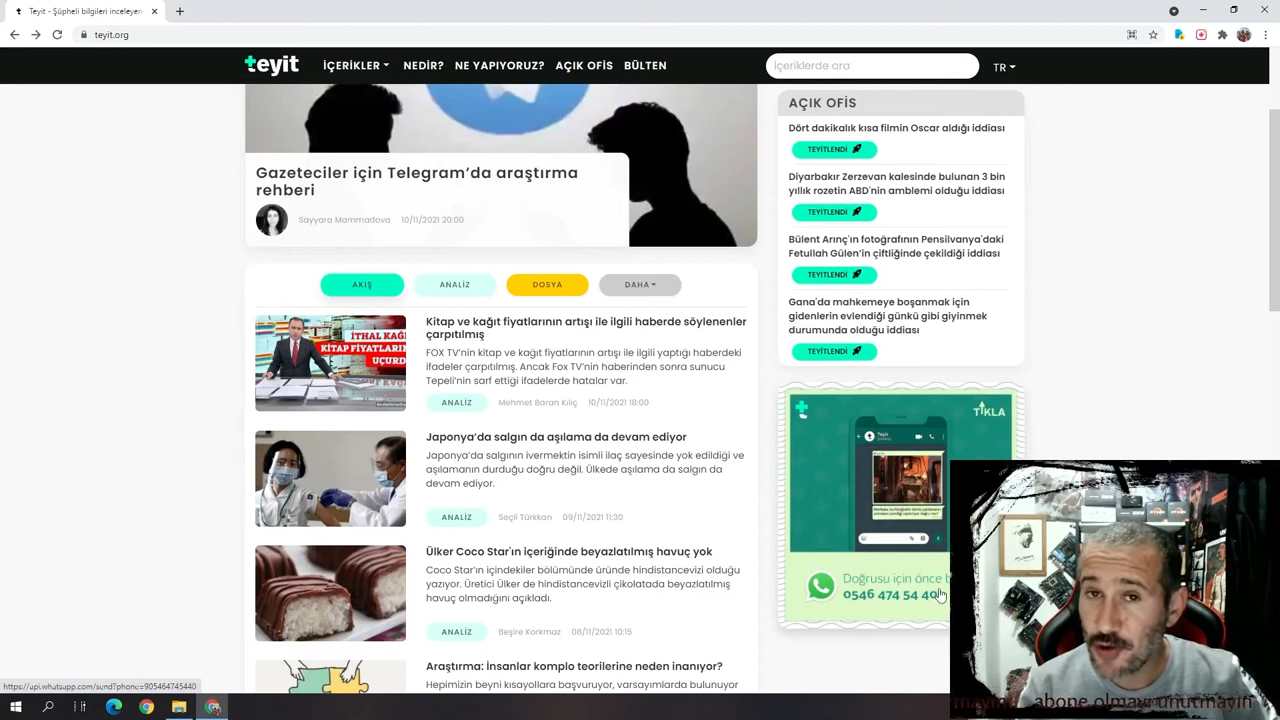 Teyit - Şüpheli bilgileri inceleyen
teyit.org
teyit
İÇERİKLER
NEDİR?
NE YAPIYORUZ?
AÇIK OFİS
BÜLTEN
İçeriklerde ara
TR
Gazeteciler için Telegram’da araştırma
rehberi
Sayyara Mammadova 10/11/2021 20:00
AKIŞ
ANALİZ
DOSYA
DAHA
Kitap ve kağıt fiyatlarının artışı ile ilgili haberde söylenenler
çarpıtılmış
FOX TV’nin kitap ve kağıt fiyatlarının artışı ile ilgili yaptığı haberdeki
ifadeler çarpıtılmış. Ancak Fox TV’nin haberinden sonra sunucu
Tepeli’nin sarf ettiği ifadelerde hatalar var.
ANALİZ Mehmet Baran Kılıç 10/11/2021 18:00
İTHAL KAĞI
KİTAP FİYATLARIN
UÇURD
Japonya’da salgın da aşılama da devam ediyor
Japonya’da salgının ivermektin isimli ilaç sayesinde yok edildiği ve
aşılamanın durduğu doğru değil. Ülkede aşılama da salgın da
devam ediyor.
ANALİZ Seçil Türkkan 09/11/2021 11:30
Ülker Coco Star’ın içeriğinde beyazlatılmış havuç yok
Coco Star’ın içindekiler bölümünde üründe hindistancevizi olduğu
yazıyor. Üretici Ülker de hindistancevizli çikolatada beyazlatılmış
havuç olmadığını açıkladı.
ANALİZ Beşire Korkmaz 08/11/2021 10:15
Araştırma: İnsanlar komplo teorilerine neden inanıyor?
Hepimizin beyni kısayollara başvuruyor, varsayımlarda bulunuyor
AÇIK OFİS
Dört dakikalık kısa filmin Oscar aldığı iddiası
TEYİTLENDİ
Diyarbakır Zerzevan kalesinde bulunan 3 bin
yıllık rozetin ABD'nin amblemi olduğu iddiası
TEYİTLENDİ
Bülent Arınç'ın fotoğrafının Pensilvanya'daki
Fetullah Gülen’in çiftliğinde çekildiği iddiası
TEYİTLENDİ
Gana'da mahkemeye boşanmak için
gidenlerin evlendiği günkü gibi giyinmek
durumunda olduğu iddiası
TEYİTLENDİ
TIKLA
Teyit
Doğrusu için önce b
0546 474 54 40
https://api.whatsapp.com/send?phone=905464745440
mayın! abone olmayı unutmayın